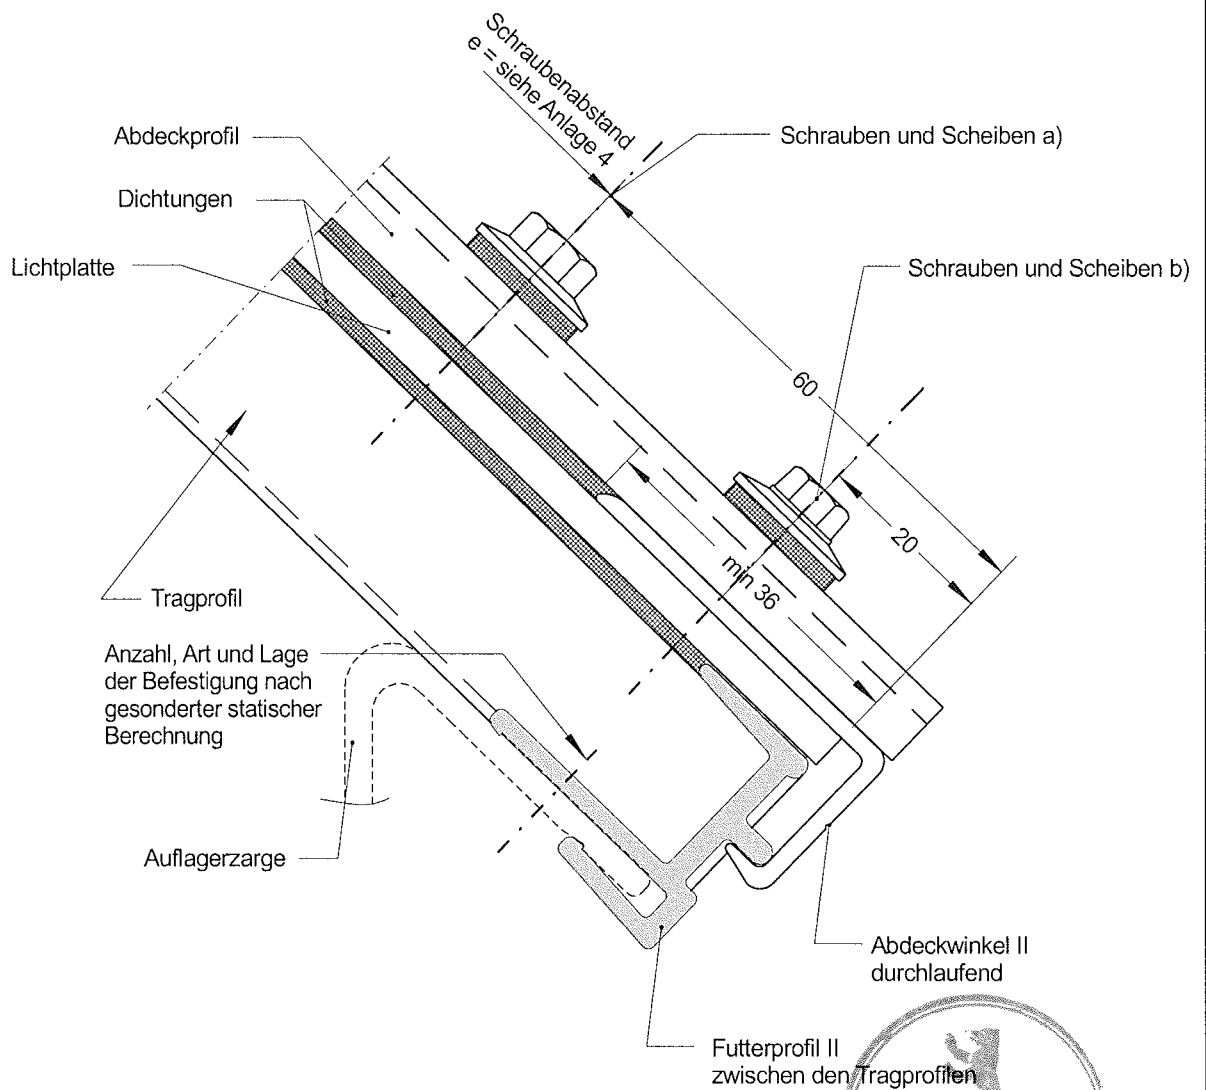 Schraubenabstand
e = siehe Anlage 4
Abdeckprofil
Schrauben und Scheiben a)
Dichtungen
Lichtplatte
Schrauben und Scheiben b)
60
20
min 36
Tragprofil
Anzahl, Art und Lage
der Befestigung nach
gesonderter statischer
Berechnung
Auflagerzarge
Abdeckwinkel II
durchlaufend
Futterprofil II
zwischen den Tragprofilen